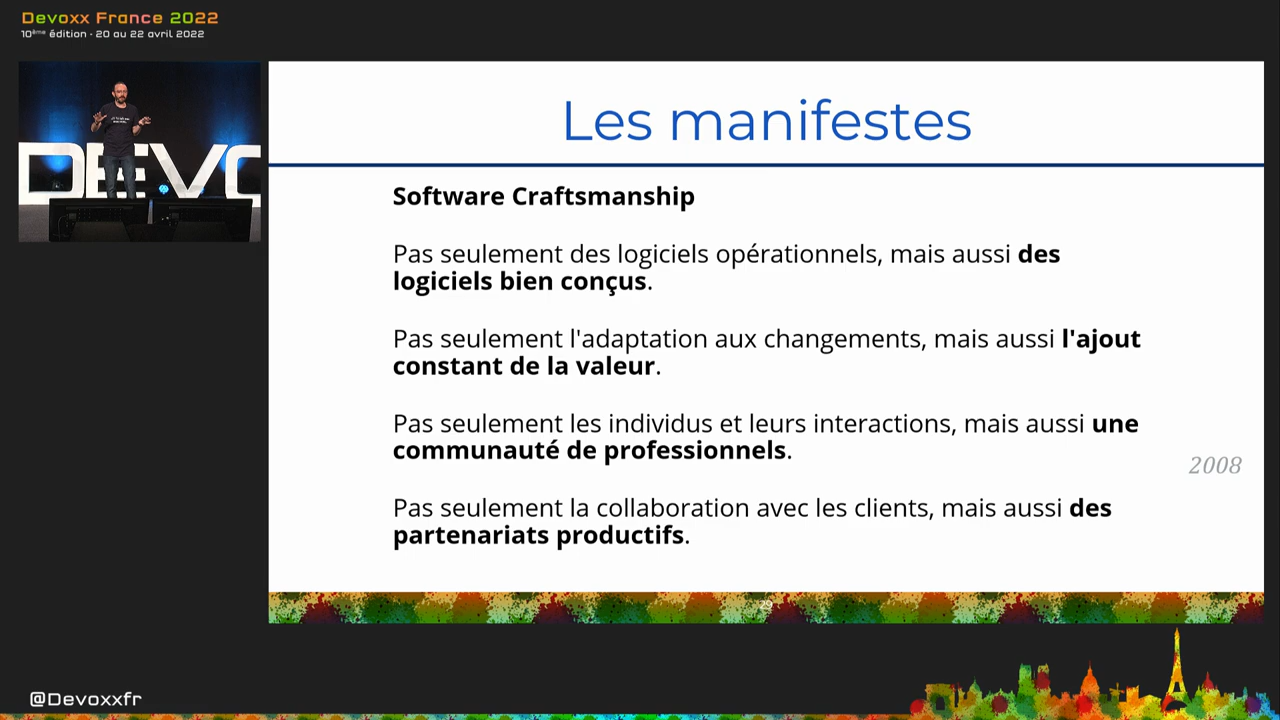 Devoxx France 2022
10ème édition - 20 au 22 avril 2022
DEVO
Les manifestes
Software Craftsmanship
Pas seulement des logiciels opérationnels, mais aussi des
logiciels bien conçus.
Pas seulement l'adaptation aux changements, mais aussi l'ajout
constant de la valeur.
Pas seulement les individus et leurs interactions, mais aussi une
communauté de professionnels.
2008
Pas seulement la collaboration avec les clients, mais aussi des
partenariats productifs.
29
@Devoxxfr